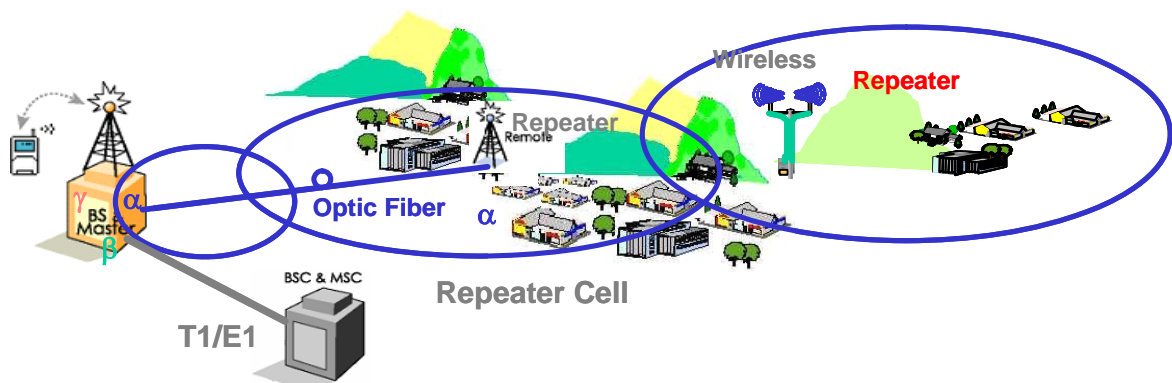 Wireless
Repeater
Repeater
Remote
γ
α
BS &
Master
β
Optic Fiber
α
BSC & MSC
Repeater Cell
T1/E1